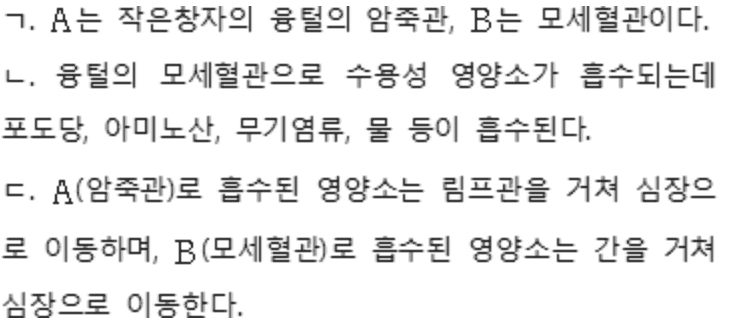 ㄱ. A는 작은창자의 융털의 암죽관, B는 모세혈관이다.
ㄴ. 융털의 모세혈관으로 수용성 영양소가 흡수되는데
포도당, 아미노산, 무기염류, 물 등이 흡수된다.
ㄷ. A(암죽관)로 흡수된 영양소는 림프관을 거쳐 심장으
로 이동하며, B(모세혈관)로 흡수된 영양소는 간을 거쳐
심장으로 이동한다.